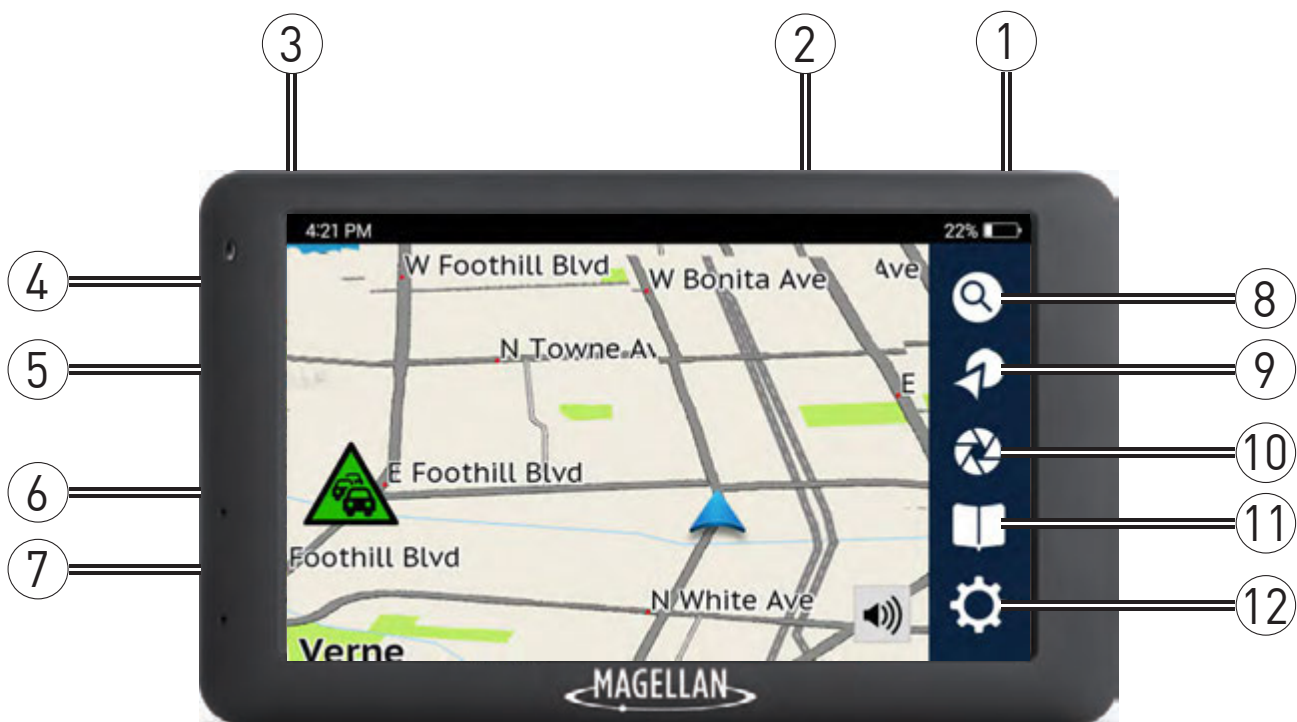 3
2
1
4:21 PM
22%
W Foothill Blvd
W Bonita Ave
Ave
4
8
N Towne Av
5
9
E
E Foothill Blvd
10
6
11
Foothill Blvd
7
N White Ave
12
Verne
MAGELLAN